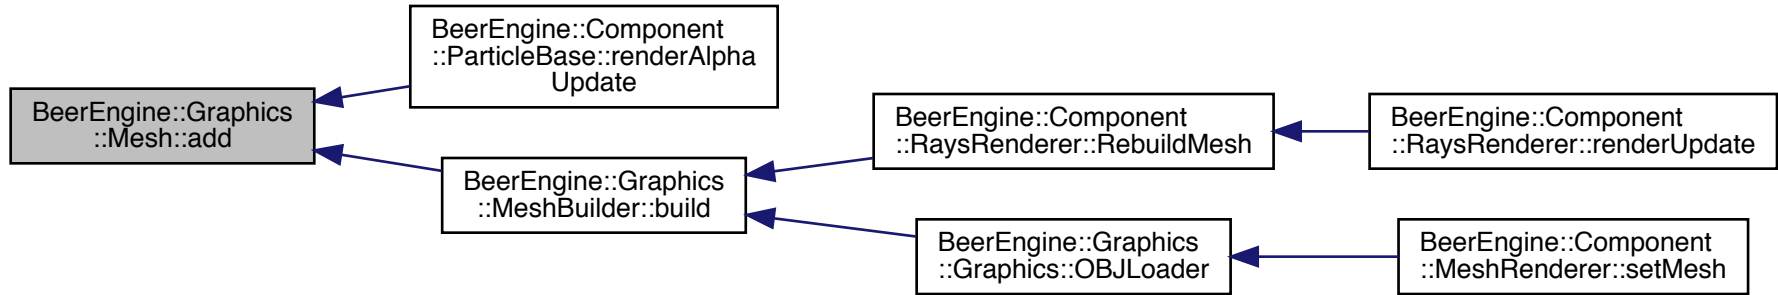 BeerEngine::Component
::ParticleBase::renderAlpha
Update
BeerEngine::Graphics
::Mesh::add
BeerEngine::Component
::RaysRenderer::RebuildMesh
BeerEngine::Component
::RaysRenderer::renderUpdate
BeerEngine::Graphics
::MeshBuilder::build
BeerEngine::Graphics
::Graphics::OBJLoader
BeerEngine::Component
::MeshRenderer::setMesh